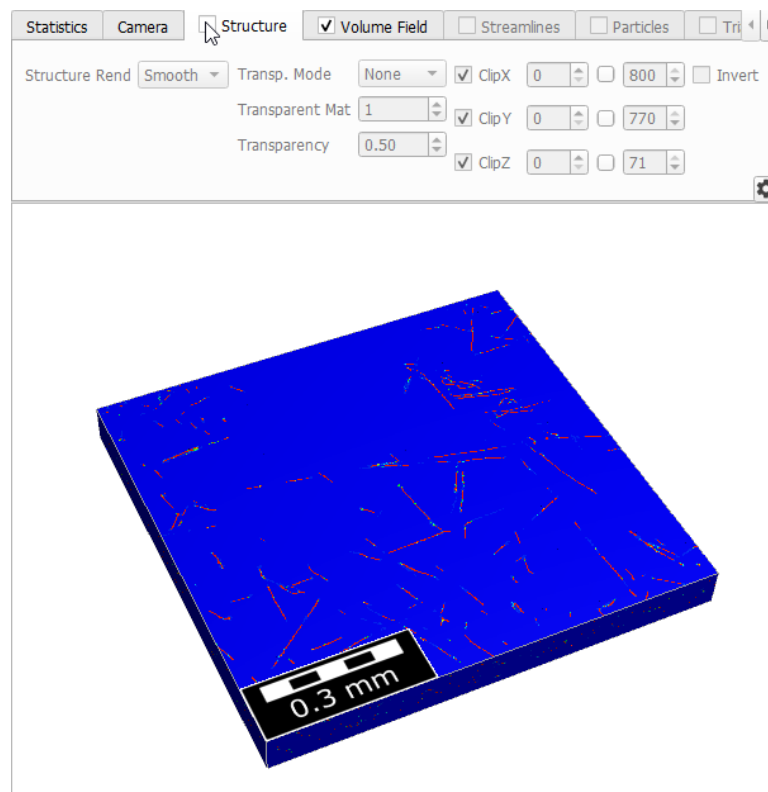 Statistics Camera Structure Volume Field Streamlines Particles
Structure Rend Smooth Transp. Mode None ClipX 0 800 Invert
Transparent Mat 1 ClipY 0 770
Transparency 0.50 ClipZ 0 71
0.3 mm